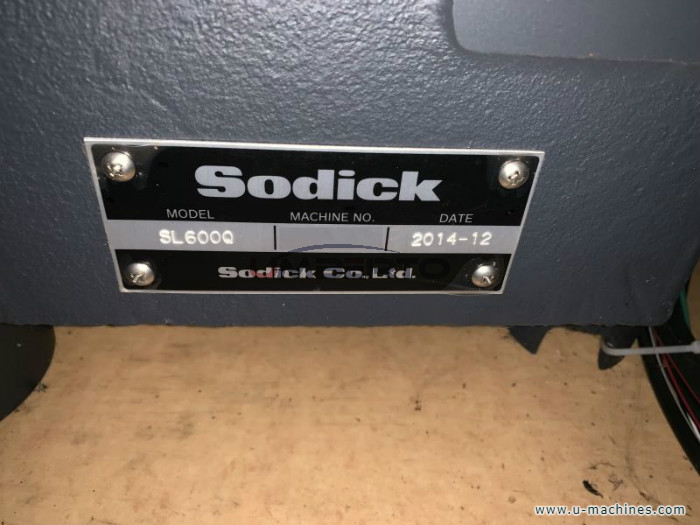 Sodick
MODEL MACHINE NO. DATE
SL600Q 2014-12
Sodick Co., Ltd.
www.u-machines.com